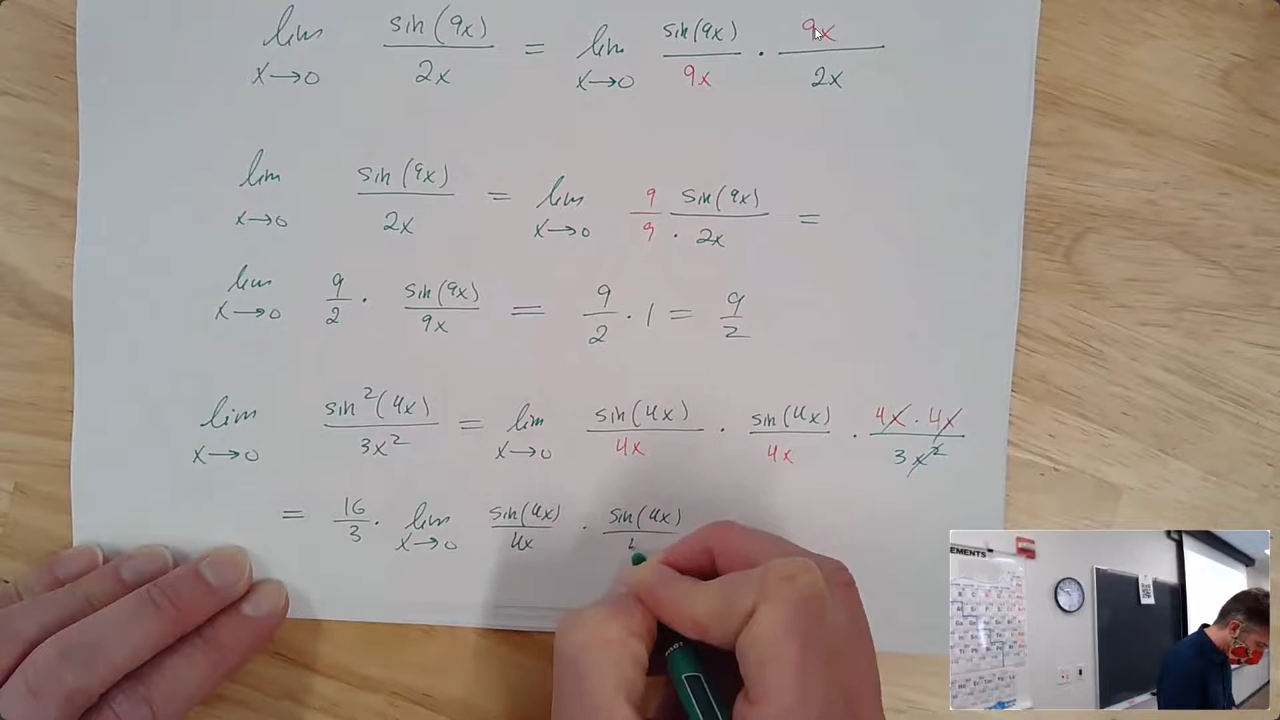 lim x→0 sin(9x)/2x = lim x→0 sin(9x)/9x · 9x/2x
lim x→0 sin(9x)/2x = lim x→0 9/9 · sin(9x)/2x =
lim x→0 9/2 · sin(9x)/9x = 9/2 · 1 = 9/2
lim x→0 sin²(4x)/3x² = lim x→0 sin(4x)/4x · sin(4x)/4x · 4x·4x/3x²
= 16/3 · lim x→0 sin(4x)/4x · sin(4x)/
EMENTS